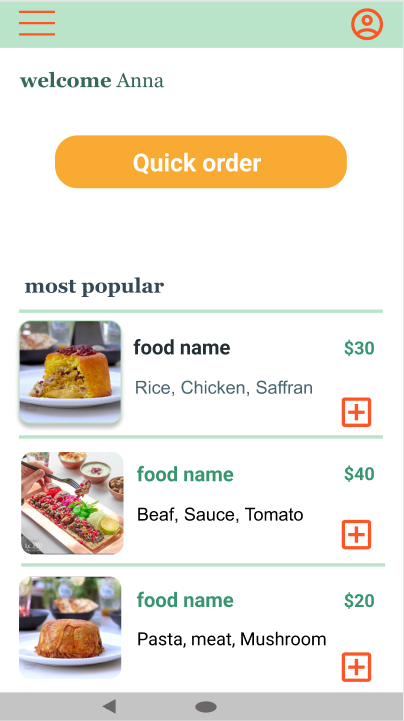 welcome Anna
Quick order
most popular
food name $30
Rice, Chicken, Saffran
food name $40
Beaf, Sauce, Tomato
food name $20
Pasta, meat, Mushroom